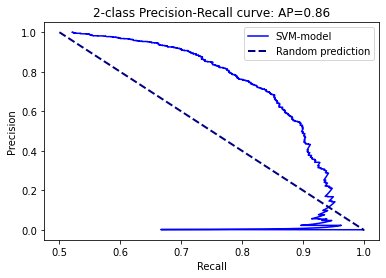 2-class Precision-Recall curve: AP=0.86
SVM-model
Random prediction
Precision
1.0
0.8
0.6
0.4
0.2
0.0
0.5 0.6 0.7 0.8 0.9 1.0
Recall